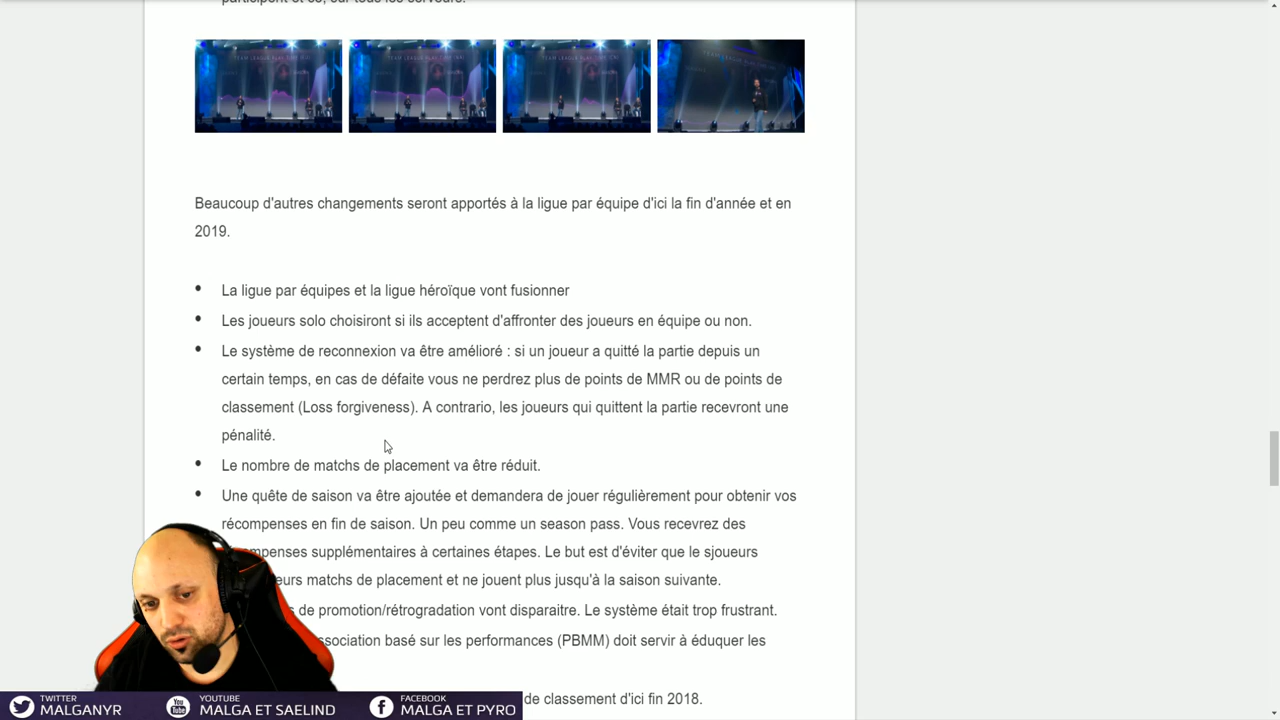 participent et ce, sur tous les serveurs.
TEAM LEAGUE
Beaucoup d'autres changements seront apportés à la ligue par équipe d'ici la fin d'année et en
2019.
• La ligue par équipes et la ligue héroïque vont fusionner
• Les joueurs solo choisiront si ils acceptent d'affronter des joueurs en équipe ou non.
• Le système de reconnexion va être amélioré : si un joueur a quitté la partie depuis un
certain temps, en cas de défaite vous ne perdrez plus de points de MMR ou de points de
classement (Loss forgiveness). A contrario, les joueurs qui quittent la partie recevront une
pénalité.
• Le nombre de matchs de placement va être réduit.
• Une quête de saison va être ajoutée et demandera de jouer régulièrement pour obtenir vos
récompenses en fin de saison. Un peu comme un season pass. Vous recevrez des
supplémentaires à certaines étapes. Le but est d'éviter que le sjoueurs
matchs de placement et ne jouent plus jusqu'à la saison suivante.
de promotion/rétrogradation vont disparaitre. Le système était trop frustrant.
basé sur les performances (PBMM) doit servir à éduquer les
de classement d'ici fin 2018.
TWITTER
MALGANYR
YOUTUBE
MALGA ET SAELIND
FACEBOOK
MALGA ET PYRO